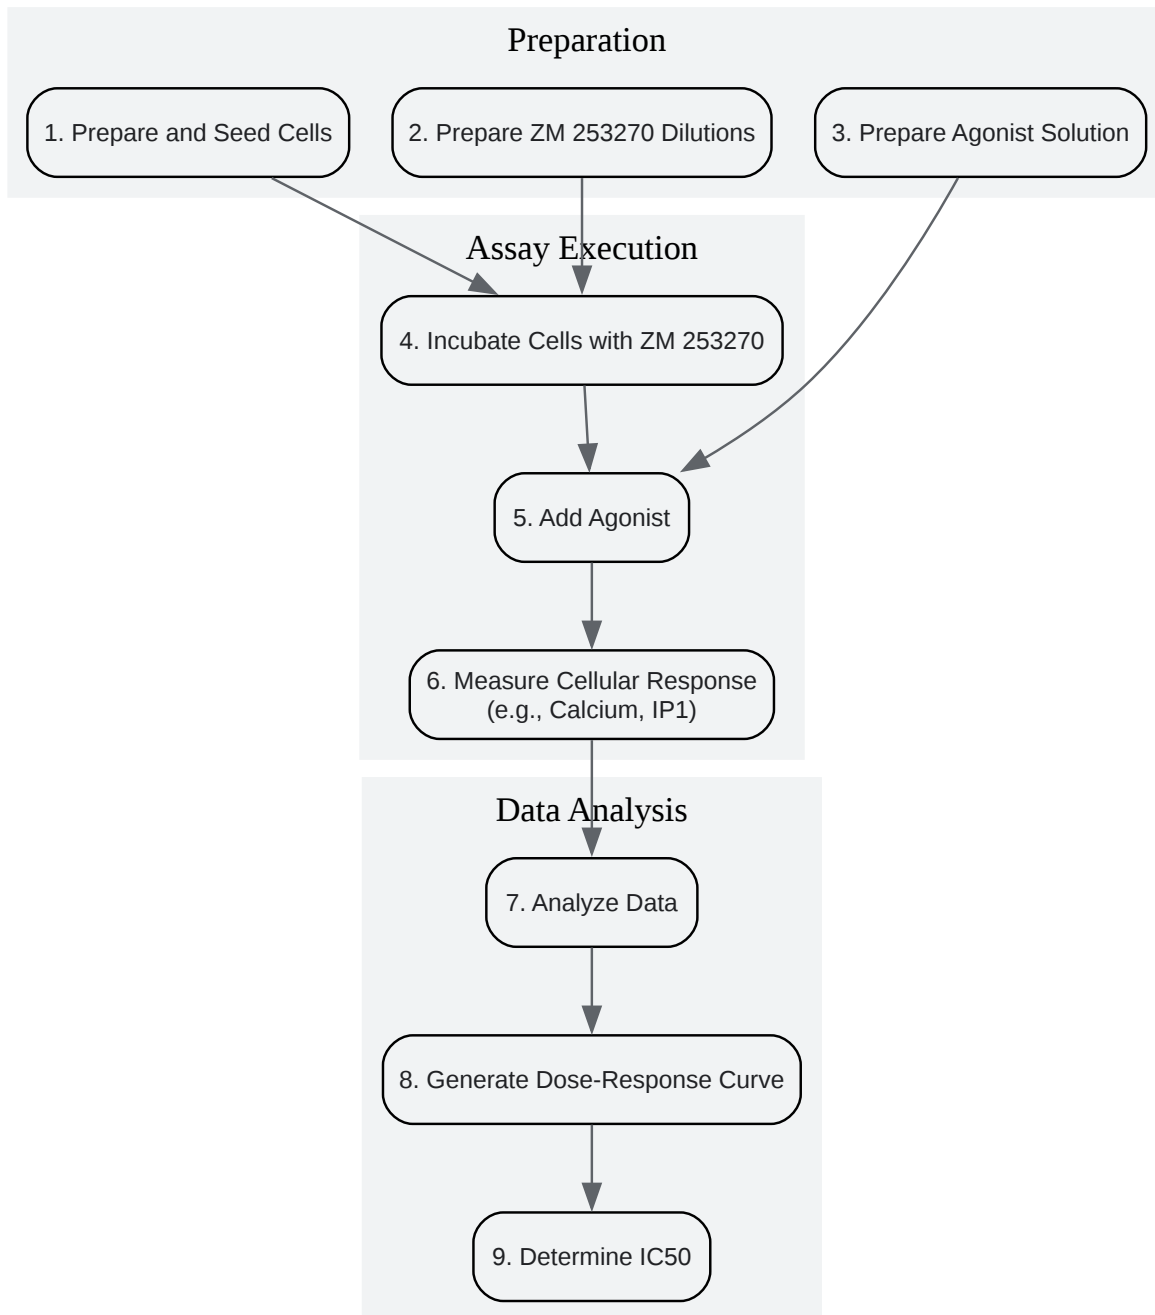 Preparation
1. Prepare and Seed Cells
2. Prepare ZM 253270 Dilutions
3. Prepare Agonist Solution
Assay Execution
4. Incubate Cells with ZM 253270
5. Add Agonist
6. Measure Cellular Response
(e.g., Calcium, IP1)
Data Analysis
7. Analyze Data
8. Generate Dose-Response Curve
9. Determine IC50